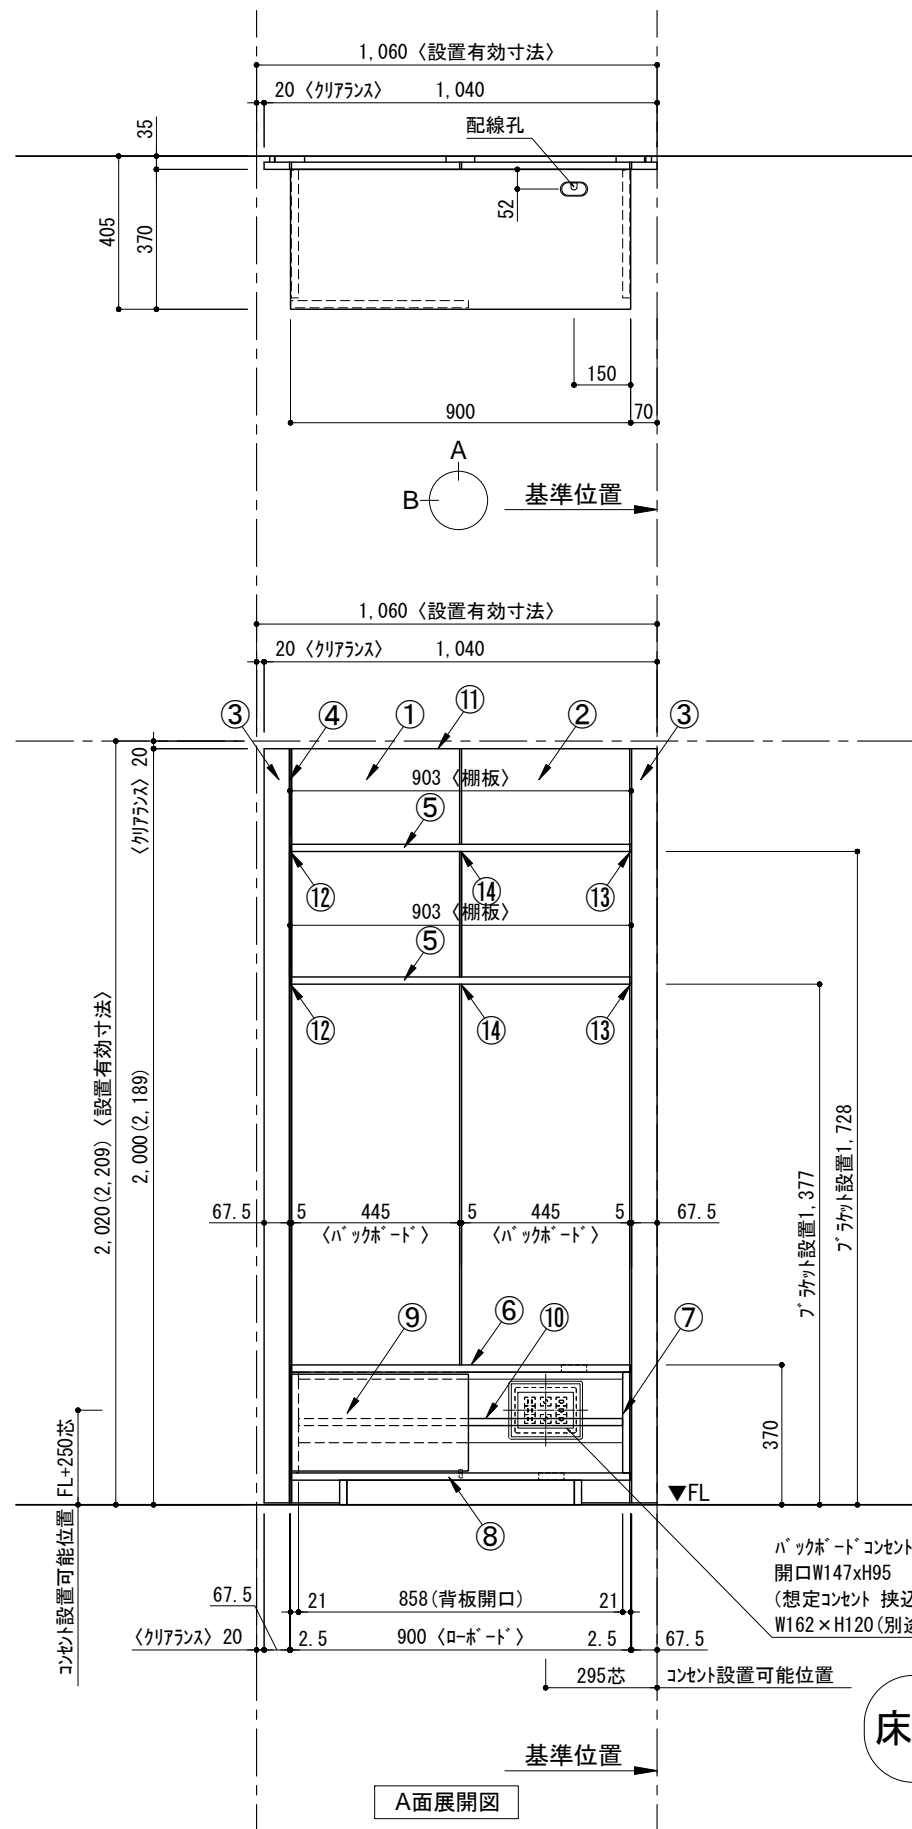 1,060〈設置有効寸法〉
20〈クリアランス〉 1,040
配線孔
35
52
405
370
150
900
70
A
B
基準位置
1,060〈設置有効寸法〉
20〈クリアランス〉 1,040
③ ④ ① ⑪ ② ③
〈クリアランス〉 20
903〈棚板〉
⑤
⑫ ⑭ ⑬
903〈棚板〉
⑤
⑫ ⑭ ⑬
2,020(2,209)〈設置有効寸法〉
2,000(2,189)
ブラケット設置1,377
ブラケット設置1,728
67.5 5 445 5 445 5 67.5
〈バックボード〉 〈バックボード〉
⑨ ⑥ ⑩ ⑦
370
コンセント設置可能位置 FL+250芯
▼FL
⑧
バックボードコンセント
開口W147xH95
(想定コンセント 挟込
W162×H120(別途
67.5
21 858(背板開口) 21
〈クリアランス〉 20 2.5 900〈ローボード〉 2.5 67.5
295芯 コンセント設置可能位置
床
基準位置
A面展開図